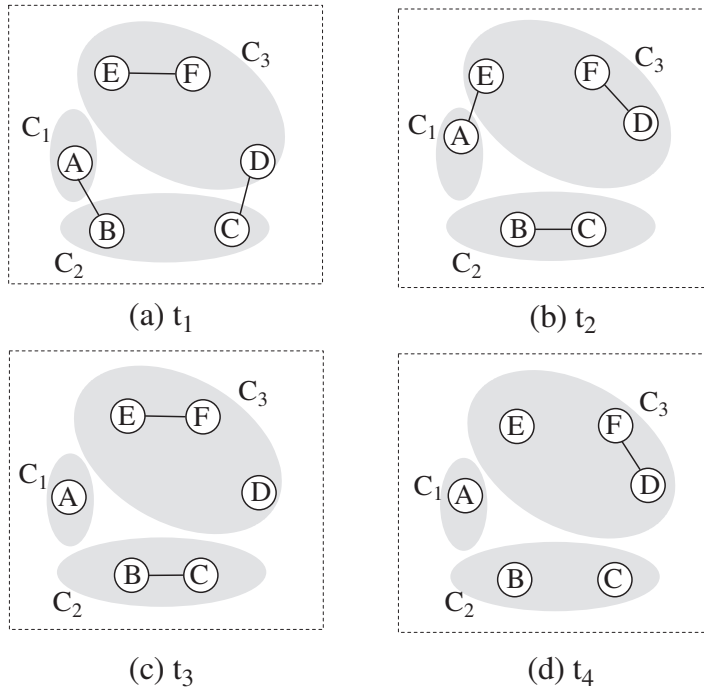 E F C₃
C₁
A D
B C
C₂
(a) t₁
E F C₃
D
C₁ A
B C
C₂
(b) t₂
E F C₃
C₁ A D
B C
C₂
(c) t₃
E F C₃
C₁ A D
B C
C₂
(d) t₄